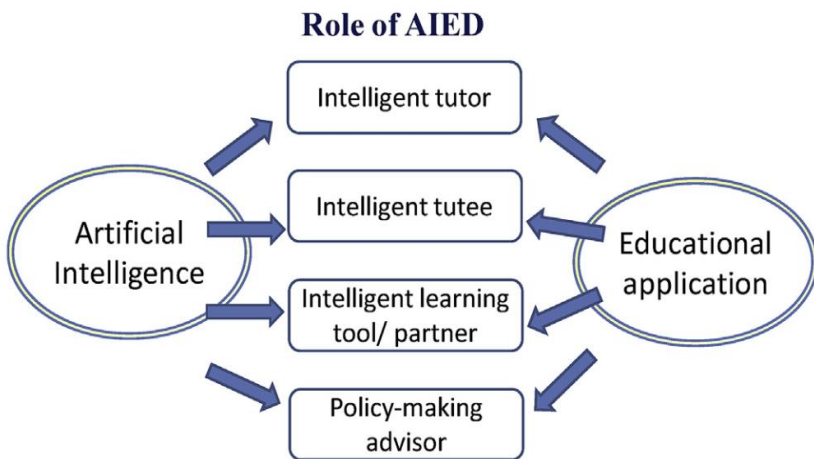 Role of AIED
Intelligent tutor
Intelligent tutee
Artificial
Intelligence
Educational
application
Intelligent learning
tool/ partner
Policy-making
advisor